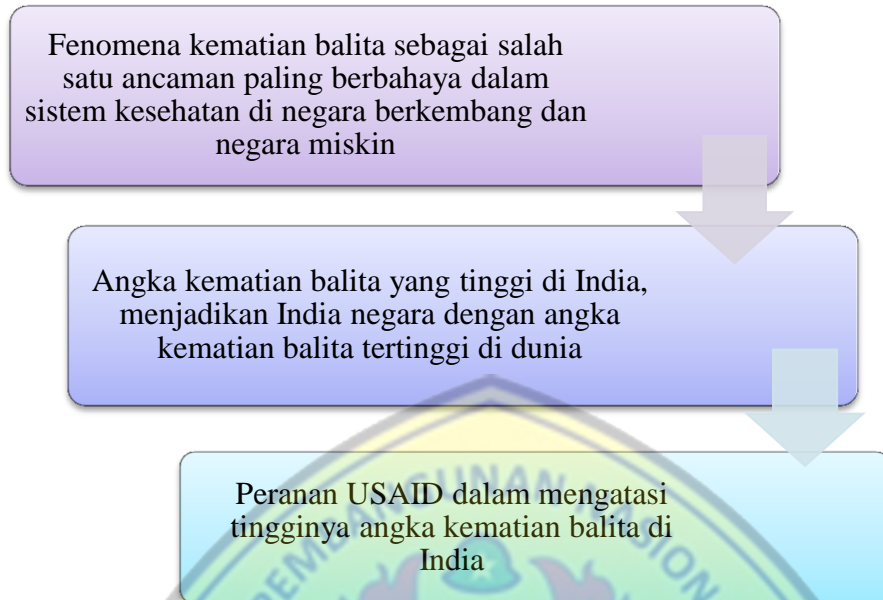 Fenomena kematian balita sebagai salah
satu ancaman paling berbahaya dalam
sistem kesehatan di negara berkembang dan
negara miskin
Angka kematian balita yang tinggi di India,
menjadikan India negara dengan angka
kematian balita tertinggi di dunia
Peranan USAID dalam mengatasi
tingginya angka kematian balita di
India